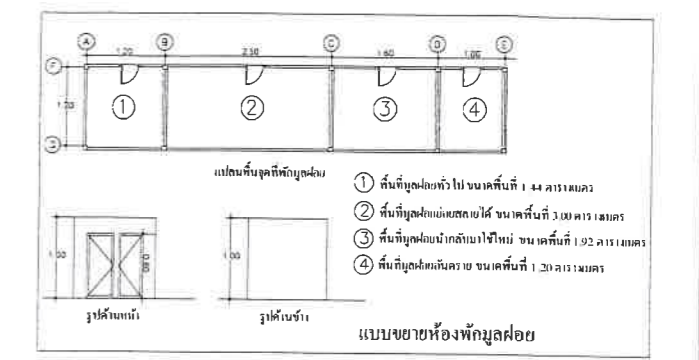 A B C D E
1.20 2.50 1.60 1.00
F
1 2 3 4
G
แปลนพื้นจุดที่พักมูลฝอย
1 พื้นที่มูลฝอยทั่วไป ขนาดพื้นที่ 1.44 ตารางเมตร
2 พื้นที่มูลฝอยย่อยสลายได้ ขนาดพื้นที่ 3.00 ตารางเมตร
3 พื้นที่มูลฝอยนำกลับมาใช้ใหม่ ขนาดพื้นที่ 1.92 ตารางเมตร
4 พื้นที่มูลฝอยอันตราย ขนาดพื้นที่ 1.20 ตารางเมตร
0.80
รูปด้านหน้า
รูปด้านข้าง
แบบขยายห้องพักมูลฝอย